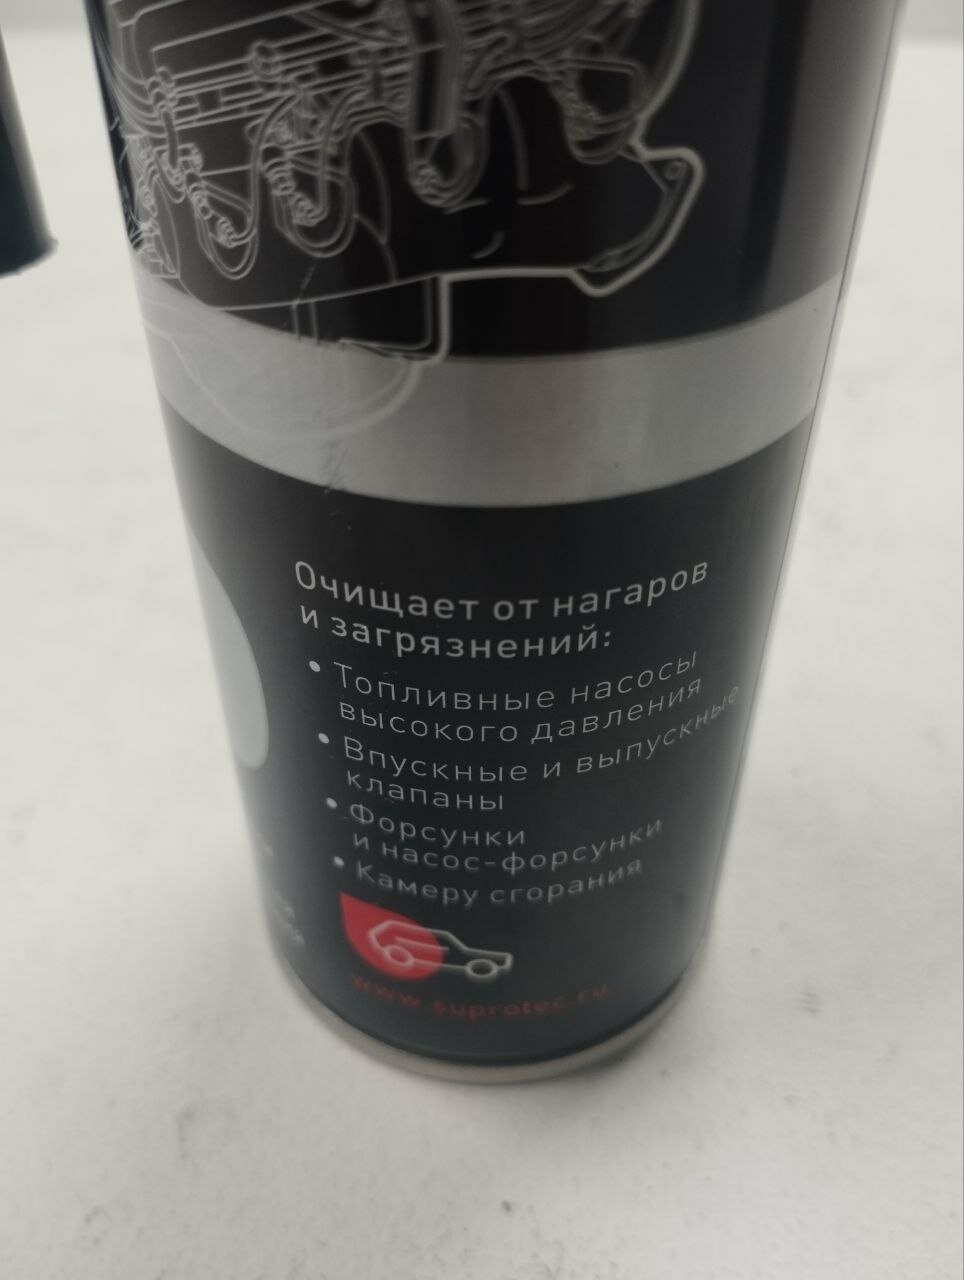 Очищает от нагаров
и загрязнений:
• Топливные насосы
высокого давления
• Впускные и выпускные
клапаны
• Форсунки
и насос-форсунки
• Камеру сгорания
www.suprotec.ru